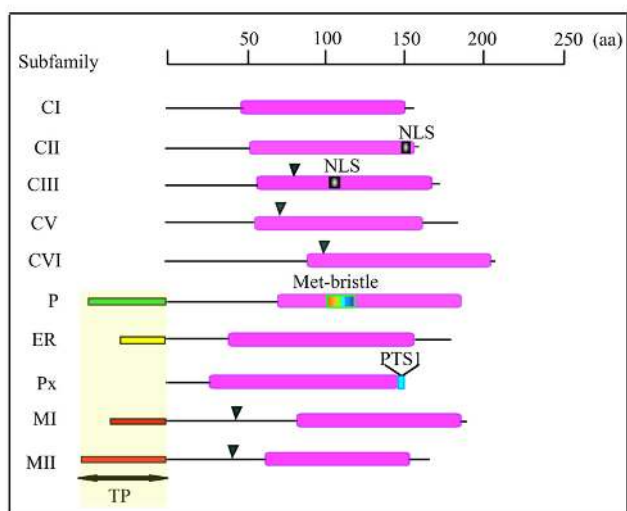 50 100 150 200 250 (aa)
Subfamily
CI
NLS
CII
NLS
CIII
CV
CVI
Met-bristle
P
ER
PTS1
Px
MI
MII
TP